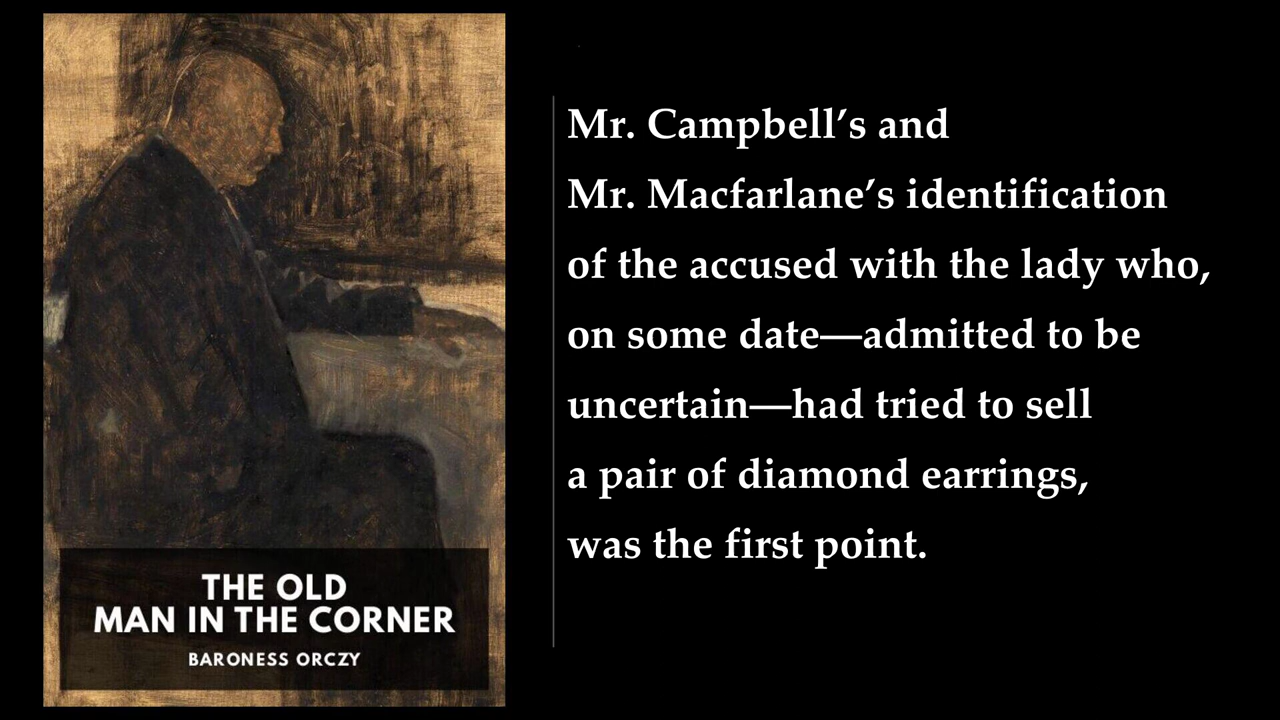 THE OLD
MAN IN THE CORNER
BARONESS ORCZY
Mr. Campbell’s and
Mr. Macfarlane’s identification
of the accused with the lady who,
on some date—admitted to be
uncertain—had tried to sell
a pair of diamond earrings,
was the first point.